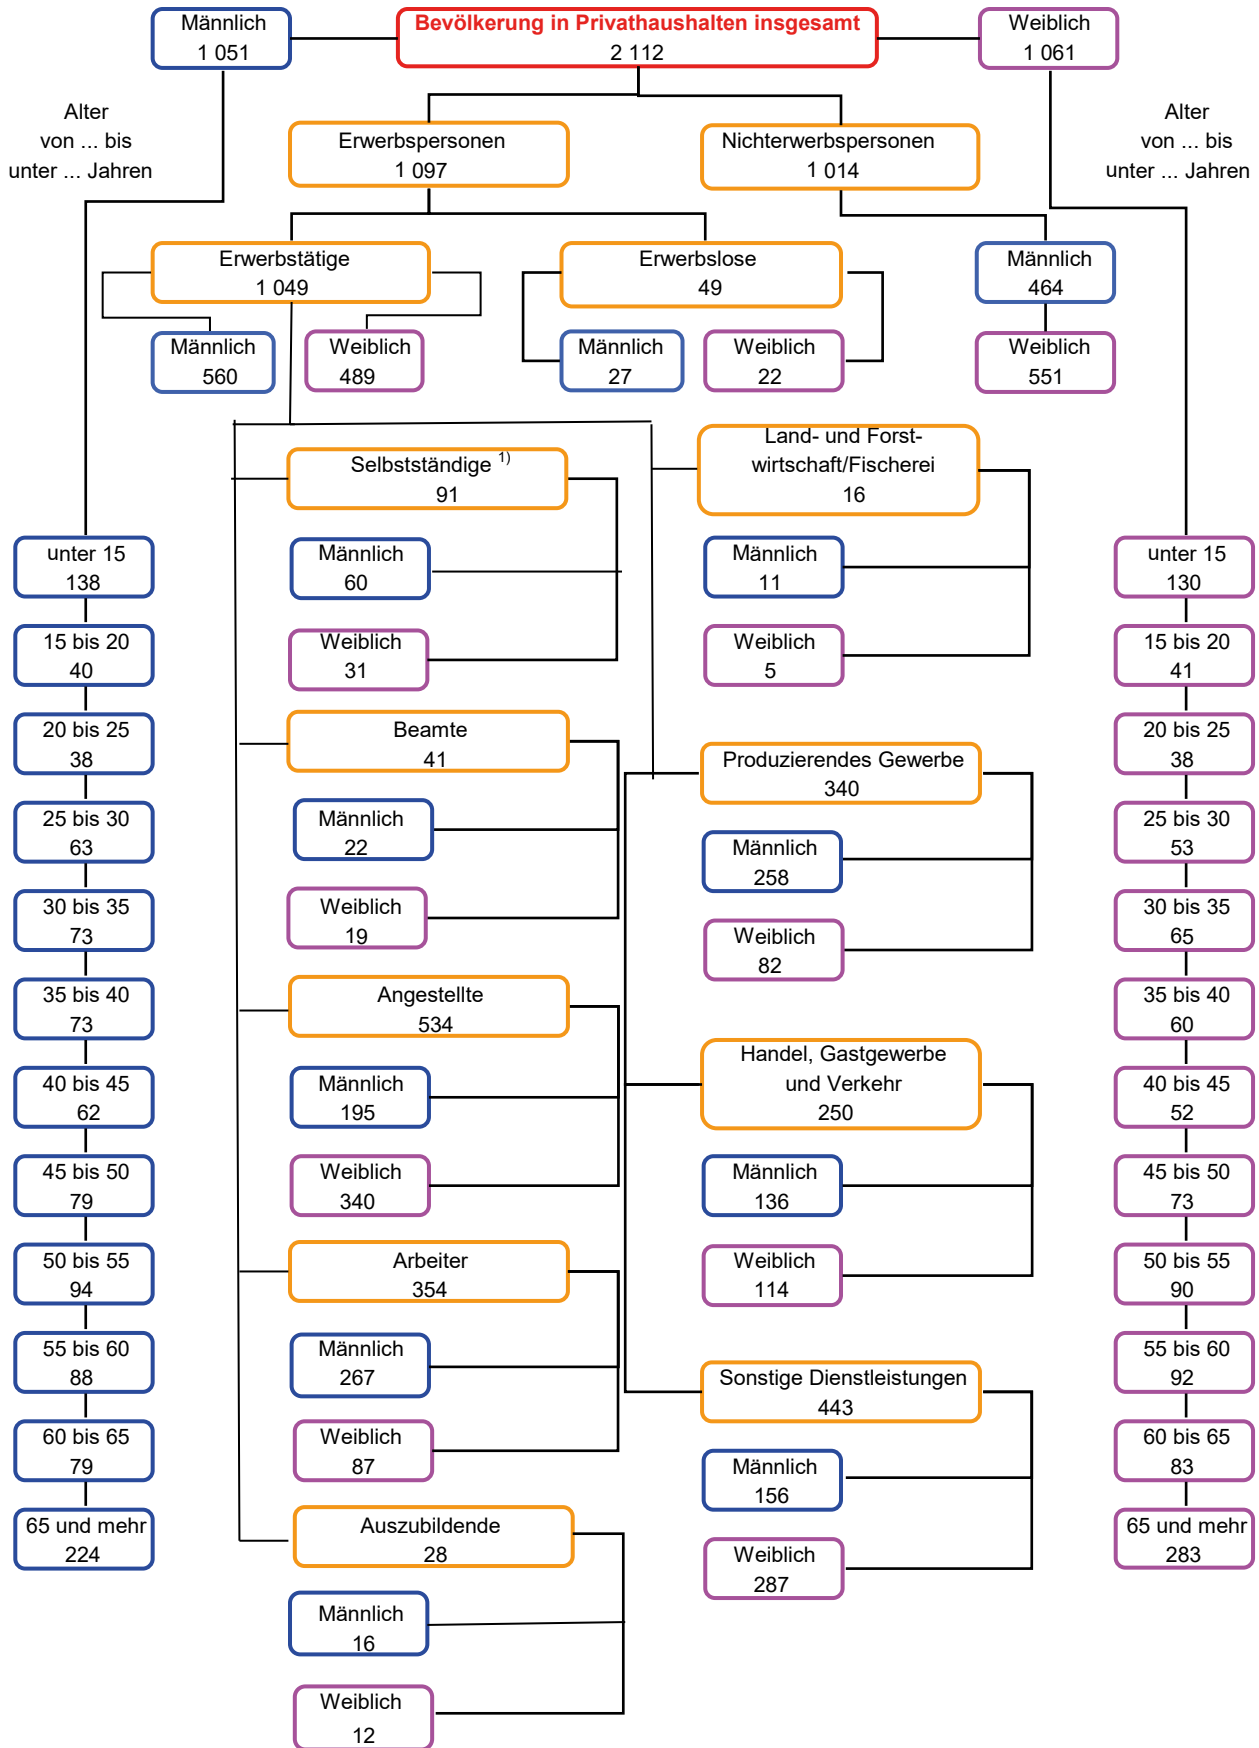 Männlich
1 051
Bevölkerung in Privathaushalten insgesamt
2 112
Weiblich
1 061
Alter
von ... bis
unter ... Jahren
Alter
von ... bis
unter ... Jahren
Erwerbspersonen
1 097
Nichterwerbspersonen
1 014
Erwerbstätige
1 049
Erwerbslose
49
Männlich
464
Männlich
560
Weiblich
489
Männlich
27
Weiblich
22
Weiblich
551
unter 15
138
15 bis 20
40
20 bis 25
38
25 bis 30
63
30 bis 35
73
35 bis 40
73
40 bis 45
62
45 bis 50
79
50 bis 55
94
55 bis 60
88
60 bis 65
79
65 und mehr
224
Selbstständige 1)
91
Männlich
60
Weiblich
31
Beamte
41
Männlich
22
Weiblich
19
Angestellte
534
Männlich
195
Weiblich
340
Arbeiter
354
Männlich
267
Weiblich
87
Auszubildende
28
Männlich
16
Weiblich
12
Land- und Forst-
wirtschaft/Fischerei
16
Männlich
11
Weiblich
5
Produzierendes Gewerbe
340
Männlich
258
Weiblich
82
Handel, Gastgewerbe
und Verkehr
250
Männlich
136
Weiblich
114
Sonstige Dienstleistungen
443
Männlich
156
Weiblich
287
unter 15
130
15 bis 20
41
20 bis 25
38
25 bis 30
53
30 bis 35
65
35 bis 40
60
40 bis 45
52
45 bis 50
73
50 bis 55
90
55 bis 60
92
60 bis 65
83
65 und mehr
283